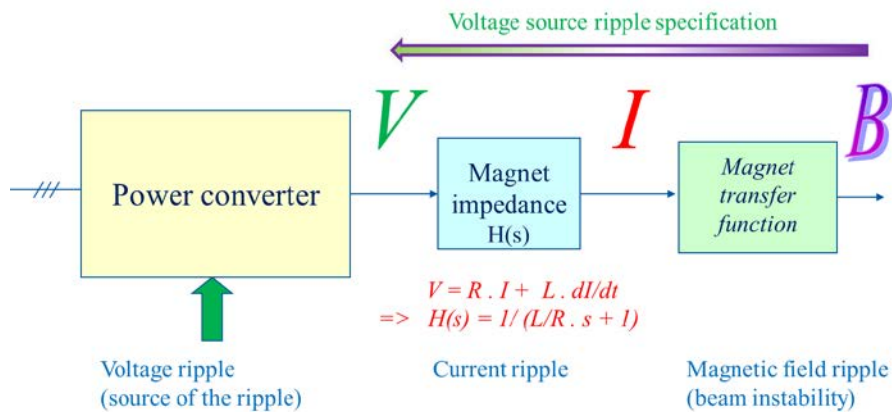 Voltage source ripple specification
V
I
B
Power converter
Magnet
impedance
H(s)
Magnet
transfer
function
V = R . I + L . dI/dt
=> H(s) = 1/ (L/R . s + 1)
Voltage ripple
(source of the ripple)
Current ripple
Magnetic field ripple
(beam instability)